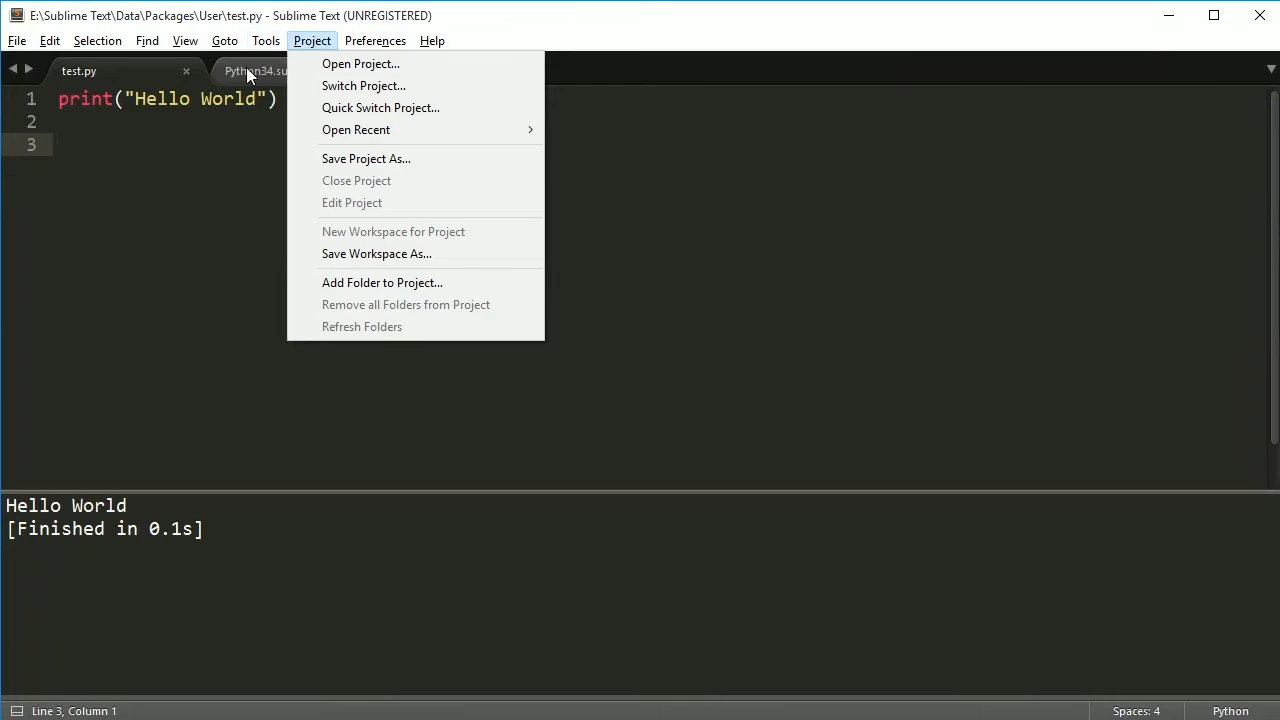 E:\Sublime Text\Data\Packages\User\test.py - Sublime Text (UNREGISTERED)
File Edit Selection Find View Goto Tools Project Preferences Help
test.py
Open Project...
Switch Project...
Quick Switch Project...
Open Recent
Save Project As...
Close Project
Edit Project
New Workspace for Project
Save Workspace As...
Add Folder to Project...
Remove all Folders from Project
Refresh Folders
1 print("Hello World")
2
3
Hello World
[Finished in 0.1s]
Line 3, Column 1 Spaces: 4 Python